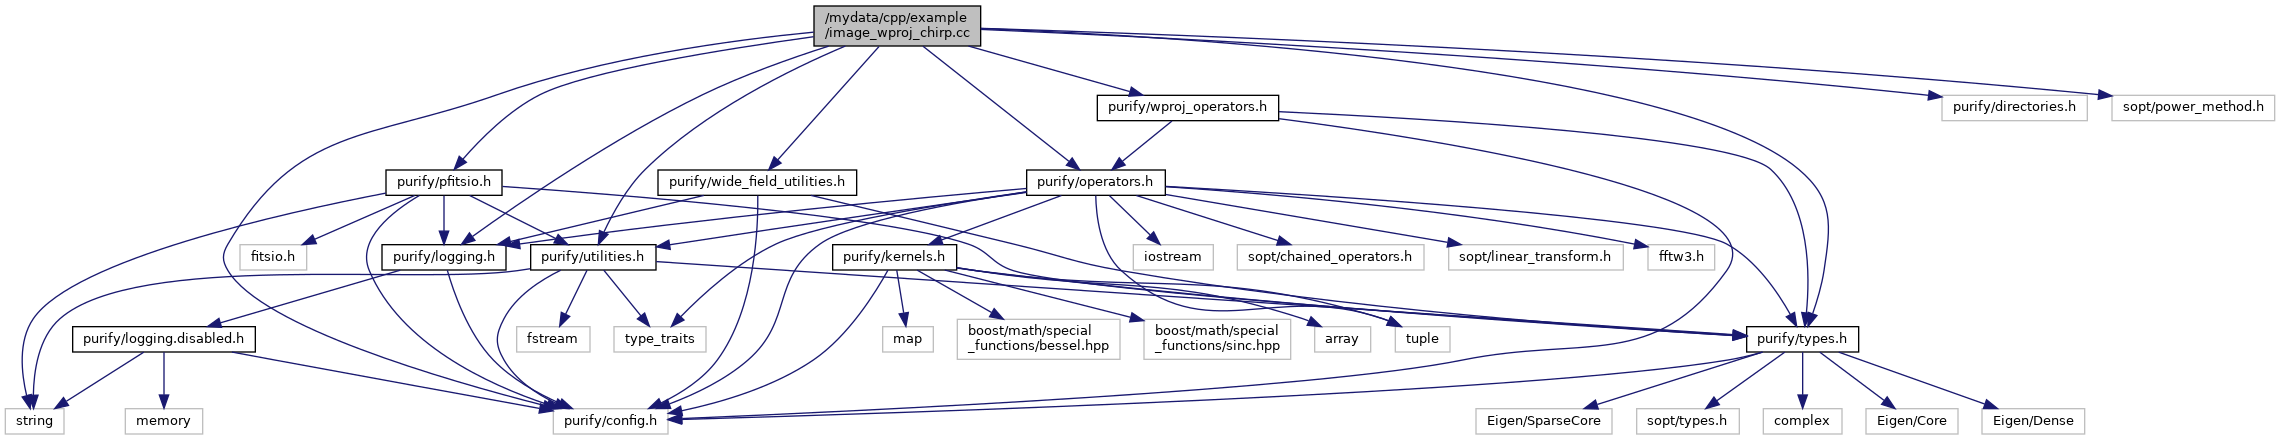 /mydata/cpp/example
/image_wproj_chirp.cc
purify/wproj_operators.h
purify/directories.h
sopt/power_method.h
purify/pfitsio.h
purify/wide_field_utilities.h
purify/operators.h
fitsio.h
purify/logging.h
purify/utilities.h
purify/kernels.h
iostream
sopt/chained_operators.h
sopt/linear_transform.h
fftw3.h
purify/logging.disabled.h
fstream
type_traits
map
boost/math/special
_functions/bessel.hpp
boost/math/special
_functions/sinc.hpp
array
tuple
purify/types.h
string
memory
purify/config.h
Eigen/SparseCore
sopt/types.h
complex
Eigen/Core
Eigen/Dense